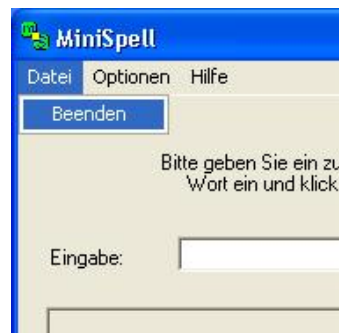 MiniSpell
Datei Optionen Hilfe
Beenden
Bitte geben Sie ein zu
Wort ein und klick
Eingabe: